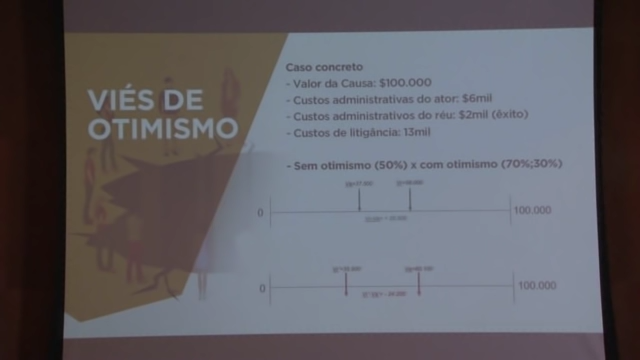 VIÉS DE
OTIMISMO
Caso concreto
- Valor da Causa: $100.000
- Custos administrativas do ator: $6mil
- Custos administrativos do réu: $2mil (êxito)
- Custos de litigância: 13mil
- Sem otimismo (50%) x com otimismo (70%;30%)
0
100.000
0
100.000